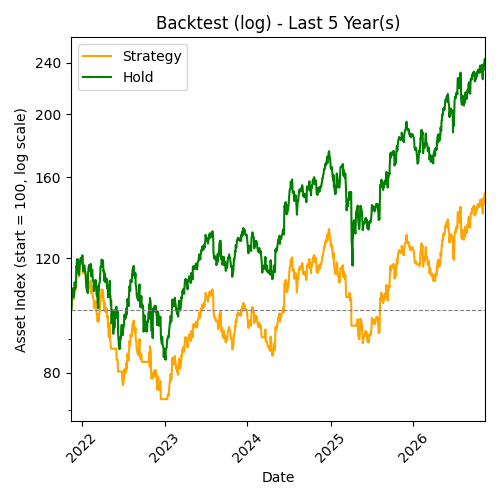 Backtest (log) - Last 5 Year(s)
Strategy
Hold
Asset Index (start = 100, log scale)
240
200
160
120
80
2022
2023
2024
2025
2026
Date